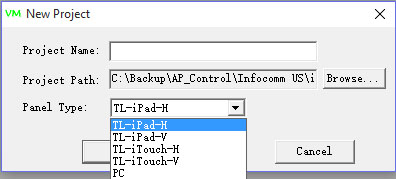 VM New Project
Project Name:
Project Path: C:\Backup\AP_Control\Infocomm US\i Browse...
Panel Type: TL-iPad-H
TL-iPad-H
TL-iPad-V
TL-iTouch-H
TL-iTouch-V
PC
Cancel